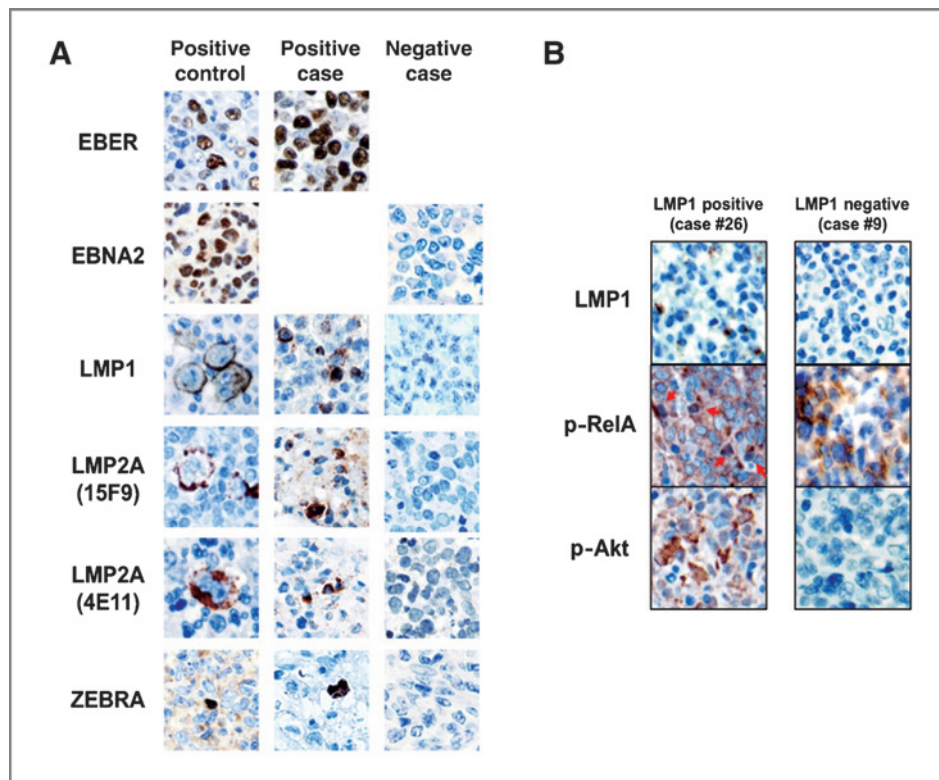 A
Positive
control
Positive
case
Negative
case
EBER
EBNA2
LMP1
LMP2A
(15F9)
LMP2A
(4E11)
ZEBRA
B
LMP1 positive
(case #26)
LMP1 negative
(case #9)
LMP1
p-RelA
p-Akt